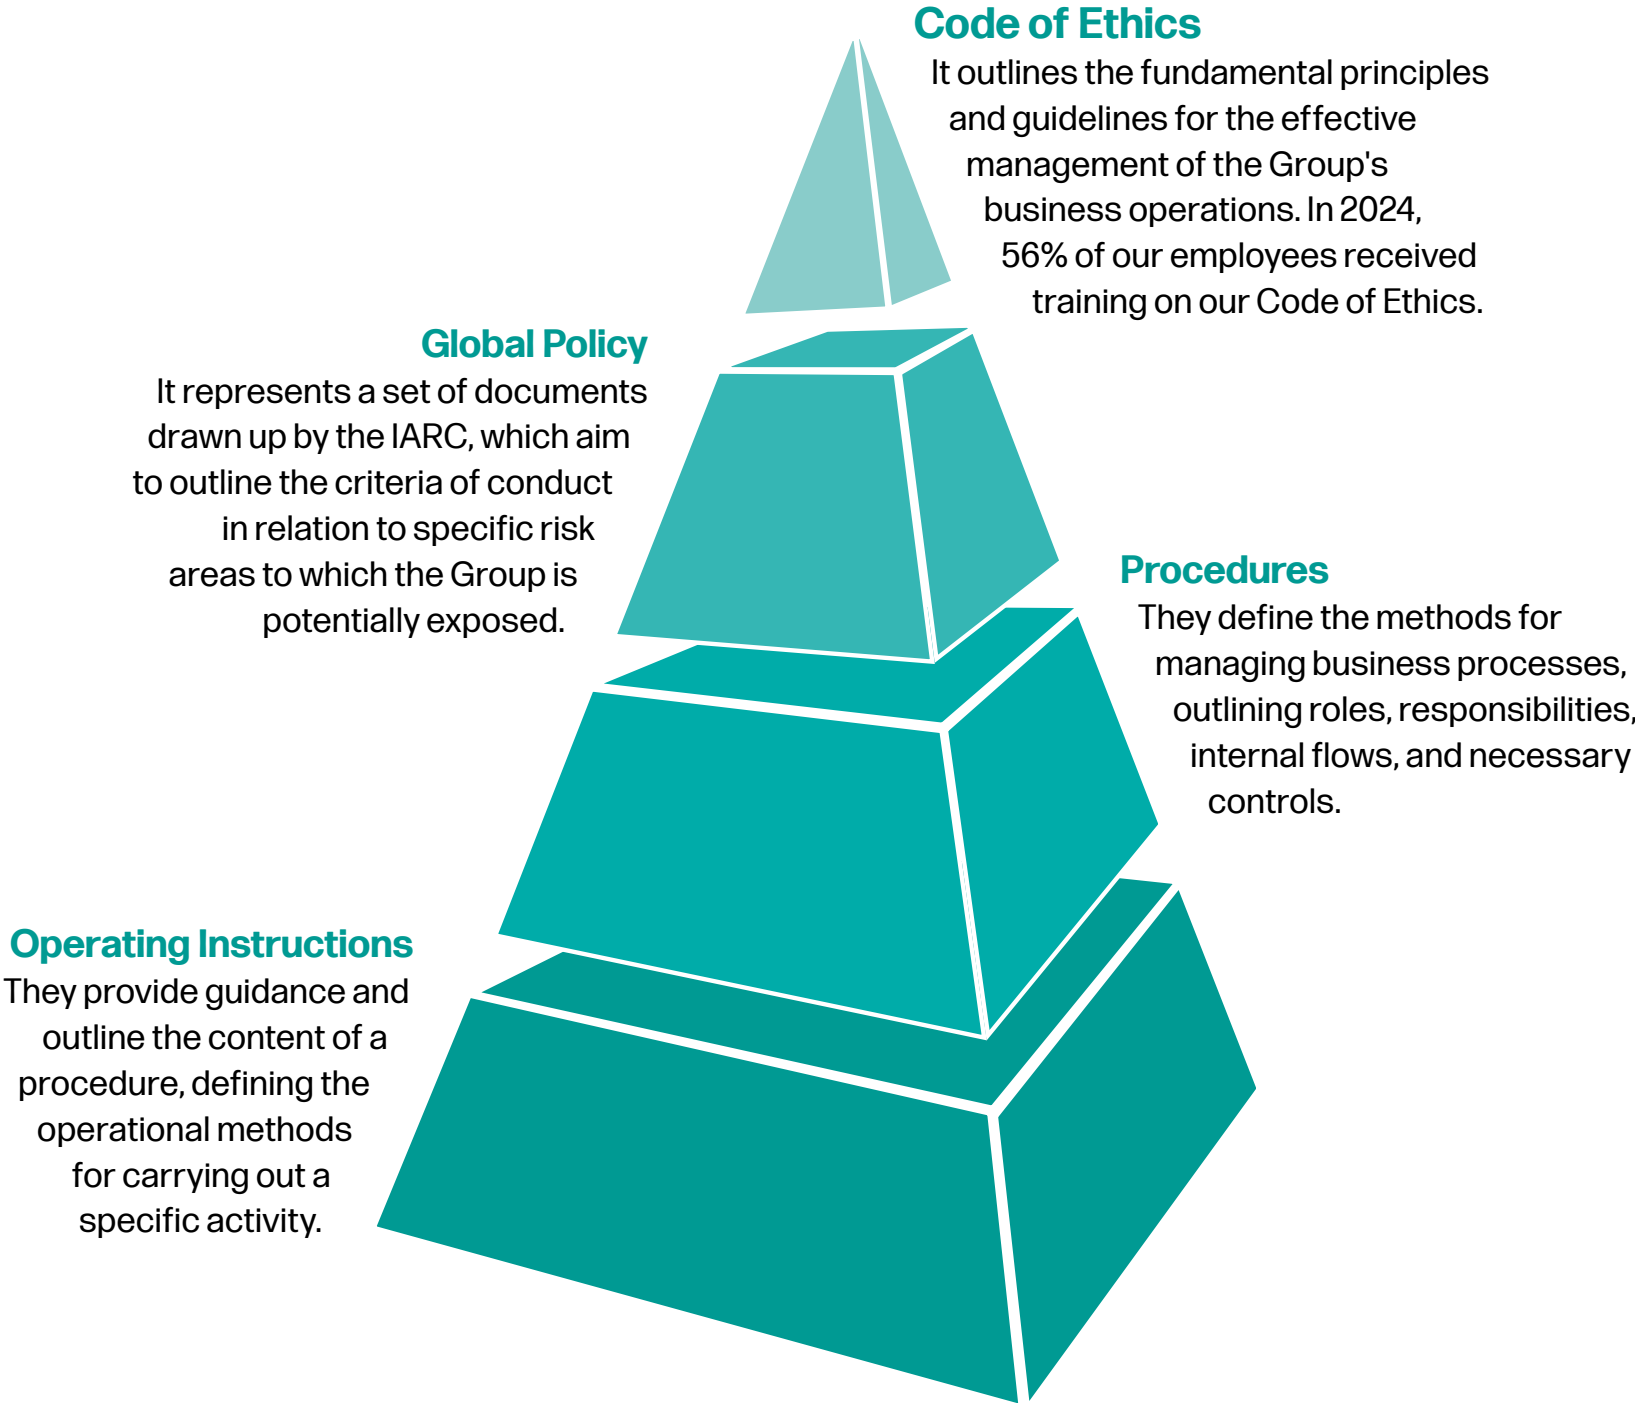 Code of Ethics
It outlines the fundamental principles
and guidelines for the effective
management of the Group's
business operations. In 2024,
56% of our employees received
training on our Code of Ethics.
Global Policy
It represents a set of documents
drawn up by the IARC, which aim
to outline the criteria of conduct
in relation to specific risk
areas to which the Group is
potentially exposed.
Procedures
They define the methods for
managing business processes,
outlining roles, responsibilities,
internal flows, and necessary
controls.
Operating Instructions
They provide guidance and
outline the content of a
procedure, defining the
operational methods
for carrying out a
specific activity.